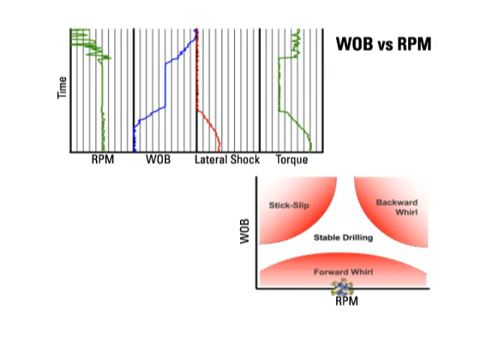 WOB vs RPM
Time
RPM WOB Lateral Shock Torque
WOB
Stick-Slip
Backward
Whirl
Stable Drilling
Forward Whirl
RPM